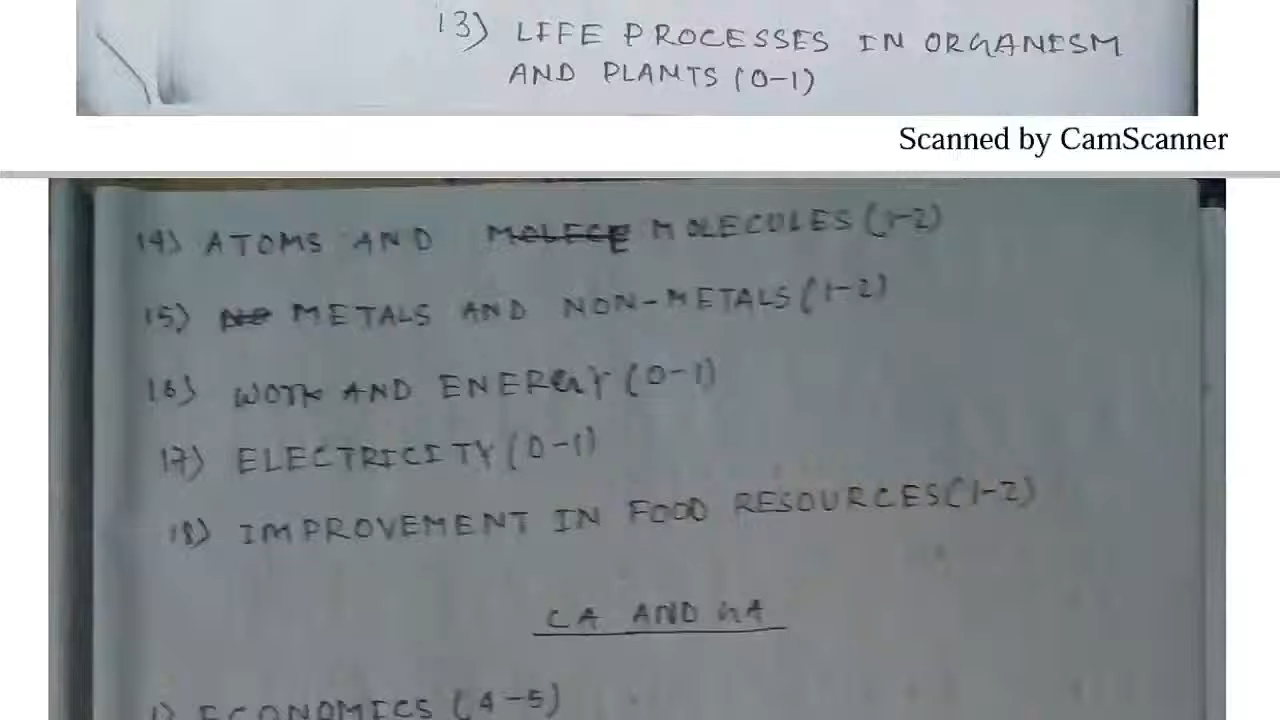 13) LIFE PROCESSES IN ORGANISM
AND PLANTS (0-1)
Scanned by CamScanner
14) ATOMS AND MOLECE MOLECULES (1-2)
15) NO METALS AND NON-METALS (1-2)
16) WORK AND ENERGY (0-1)
17) ELECTRICITY (0-1)
18) IMPROVEMENT IN FOOD RESOURCES (1-2)
CA AND GA
1) ECONOMICS (4-5)